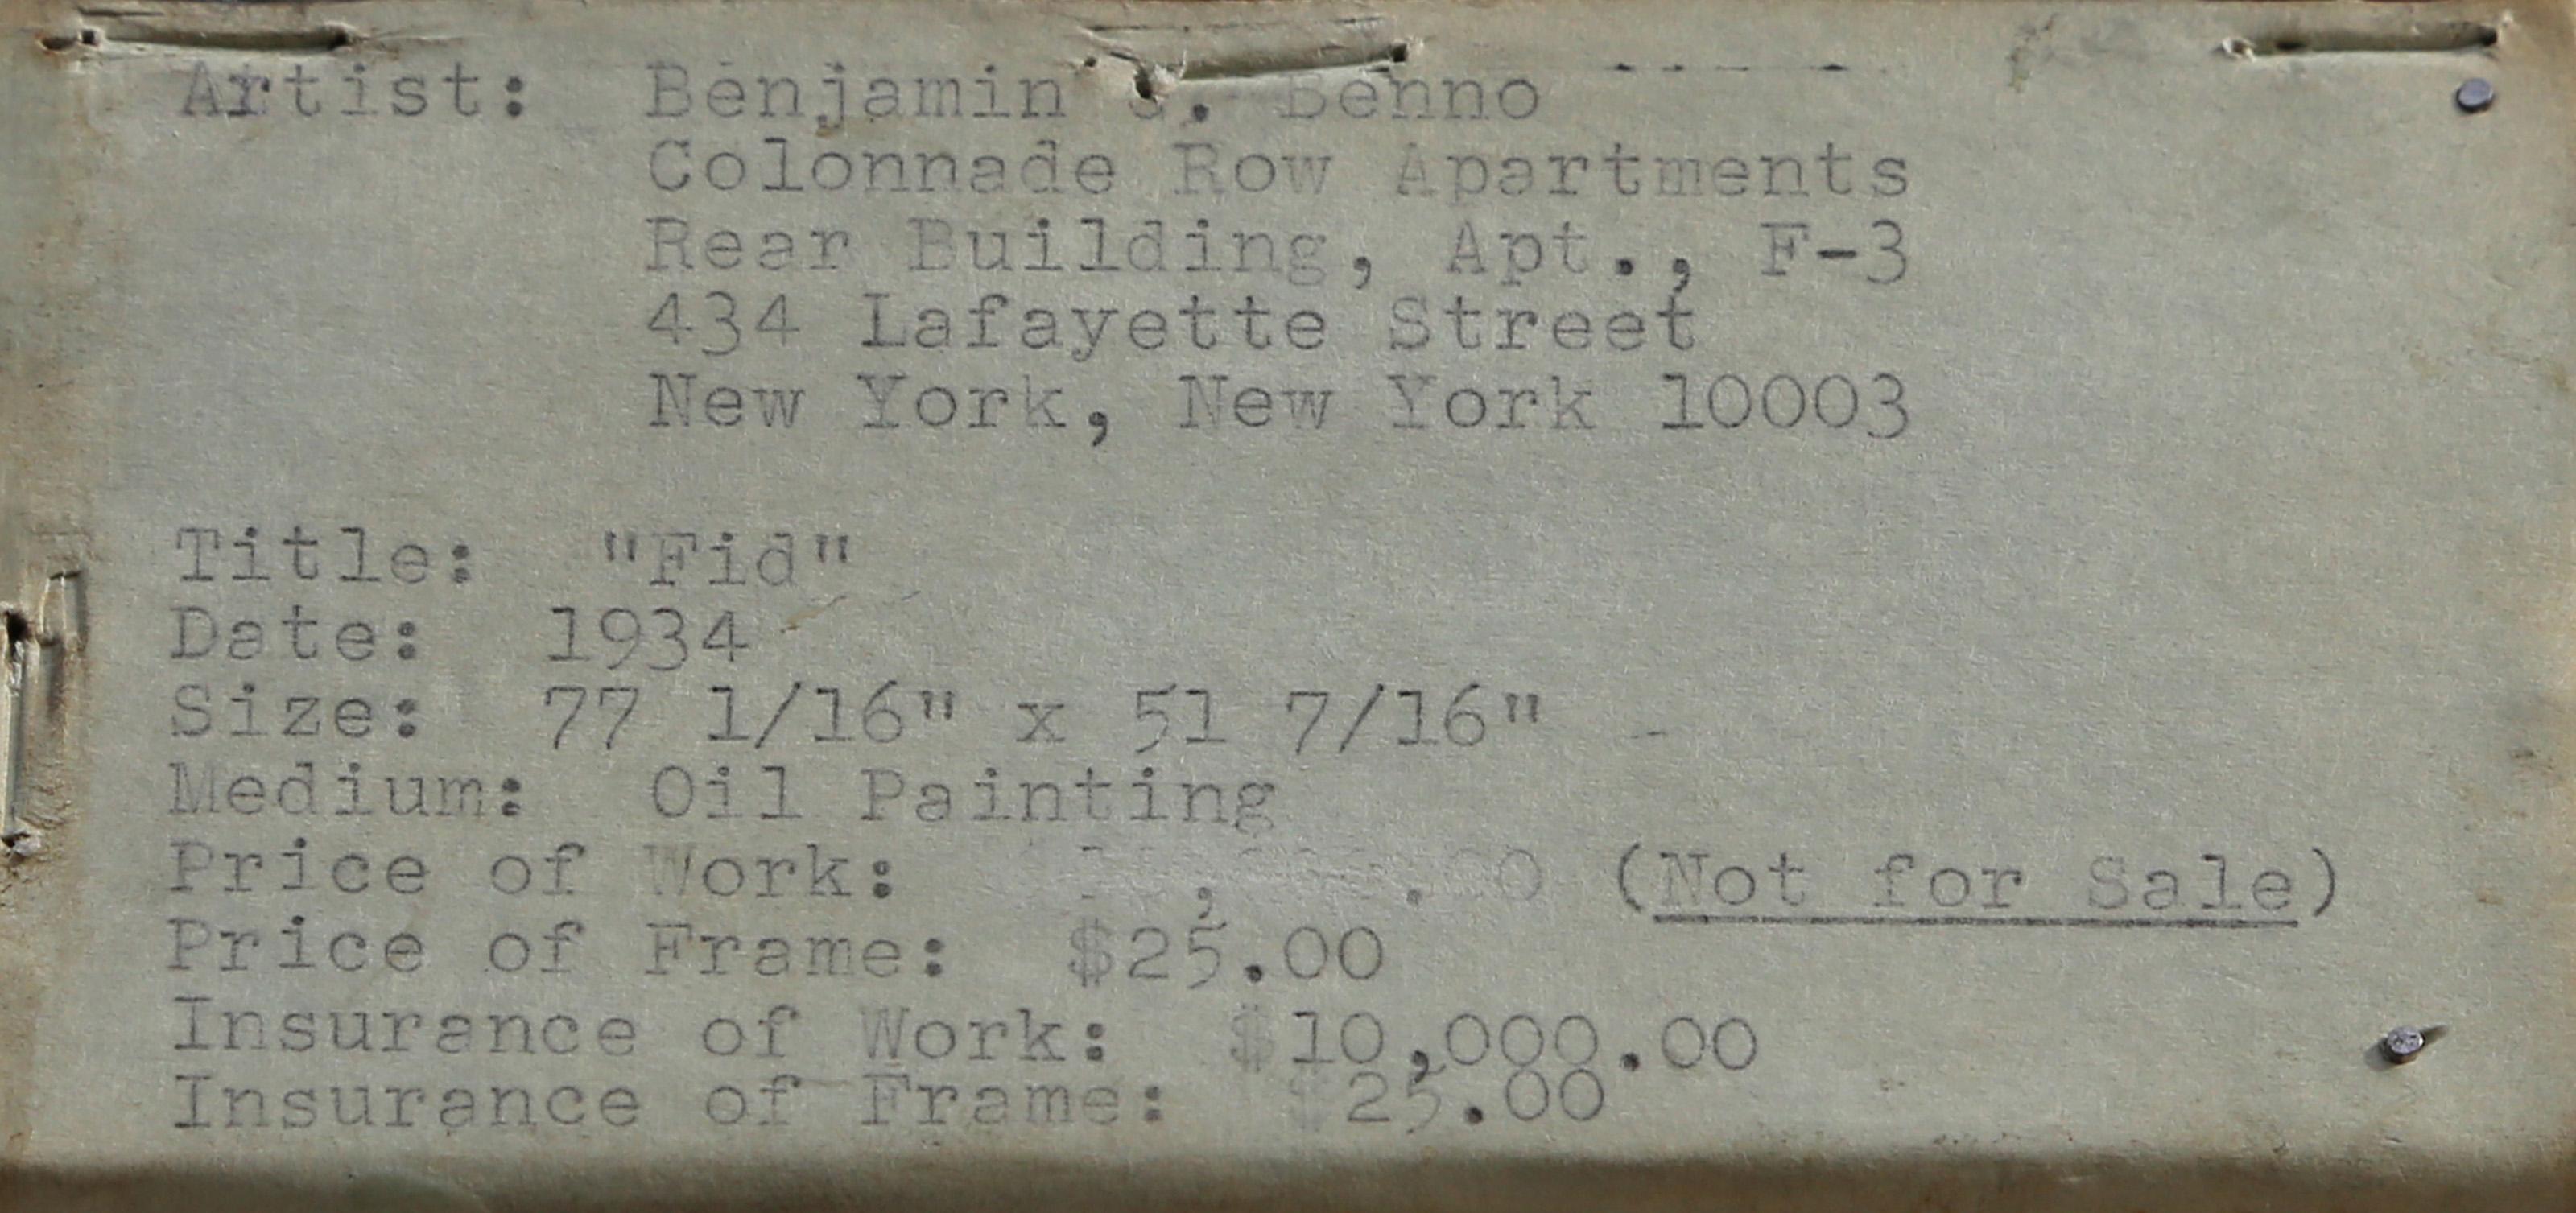 Artist: Benjamin G. Benno
Colonnade Row Apartments
Rear Building, Apt., F-3
434 Lafayette Street
New York, New York 10003
Title: "Fid"
Date: 1934
Size: 77 1/16" x 51 7/16"
Medium: Oil Painting
Price of Work: (Not for Sale)
Price of Frame: $25.00
Insurance of Work: $10,000.00
Insurance of Frame: $25.00